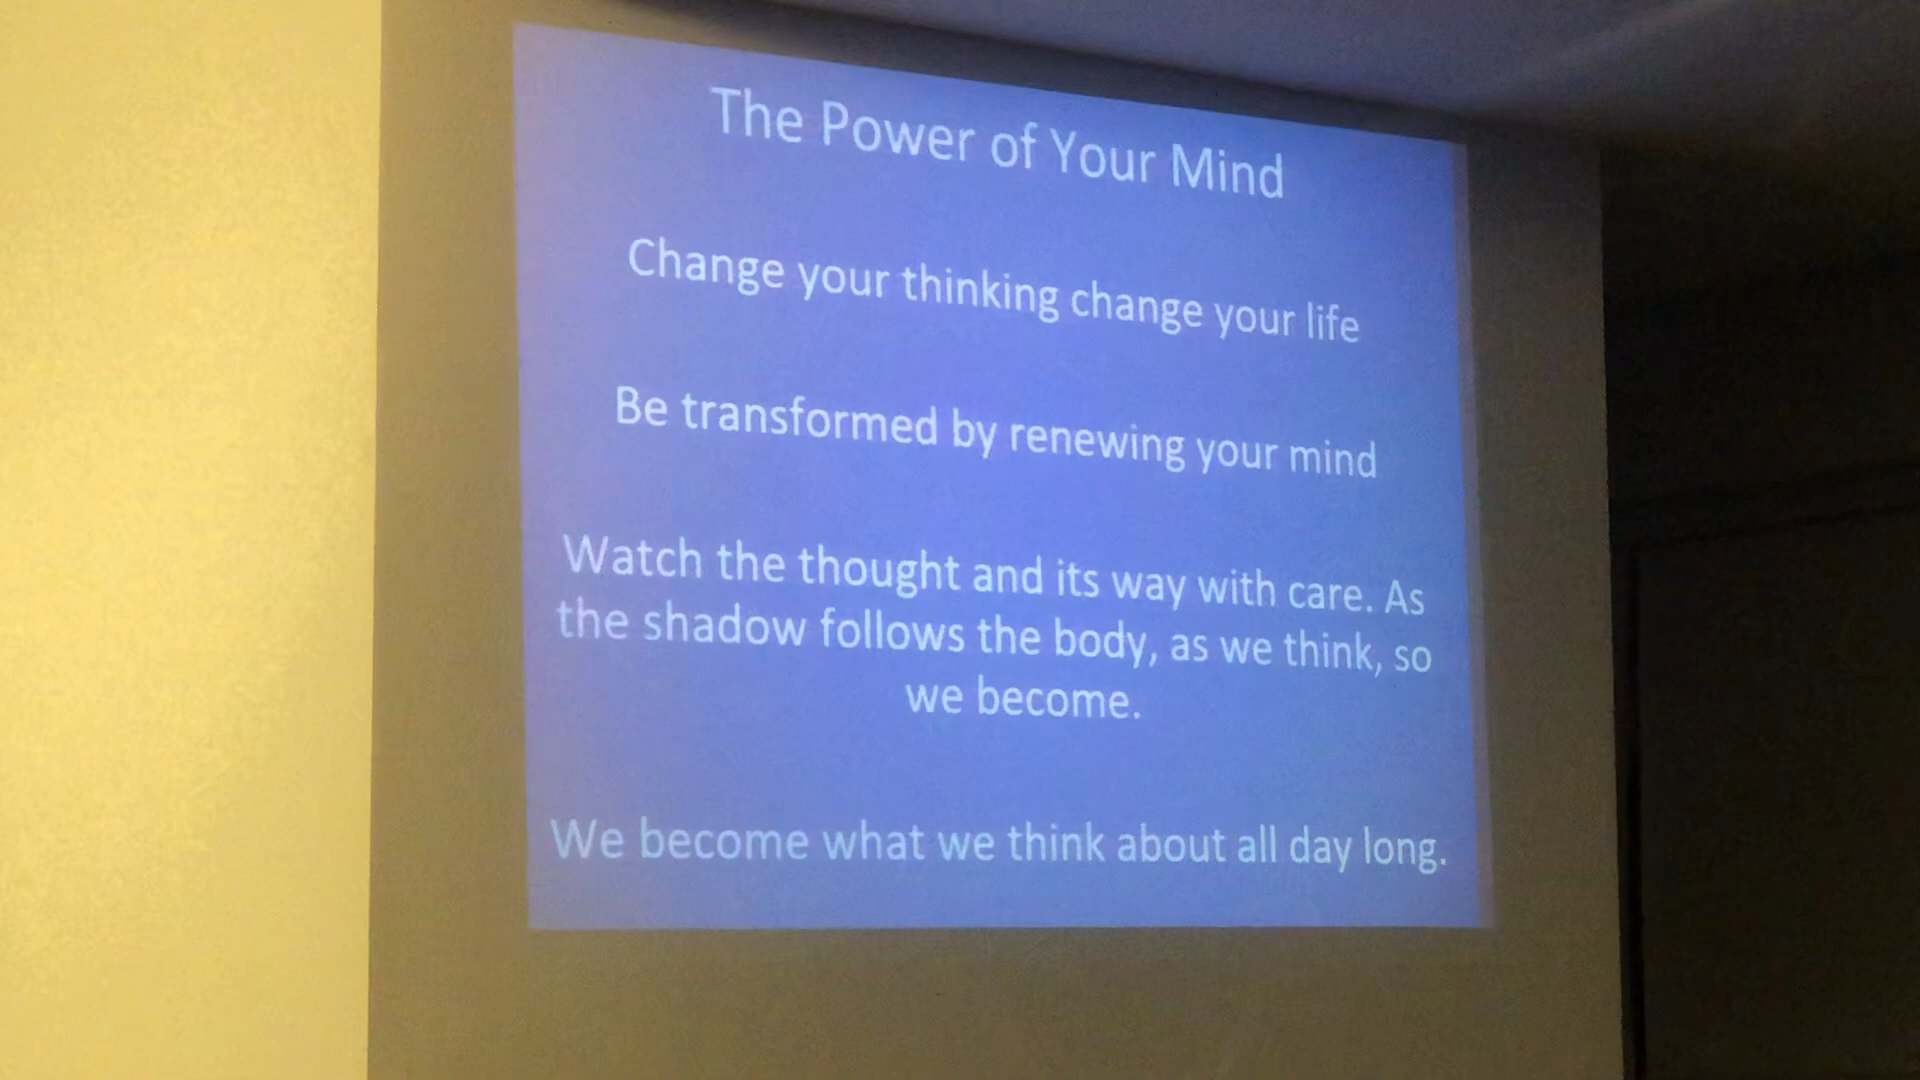 The Power of Your Mind
Change your thinking change your life
Be transformed by renewing your mind
Watch the thought and its way with care. As
the shadow follows the body, as we think, so
we become.
We become what we think about all day long.